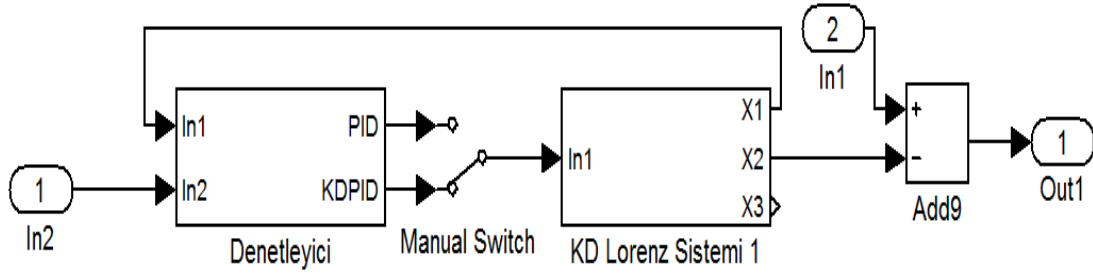 2
In1
In1
PID
In2
KDPID
Denetleyici
Manual Switch
In1
X1
X2
X3
KD Lorenz Sistemi 1
+
−
Add9
1
In2
1
Out1